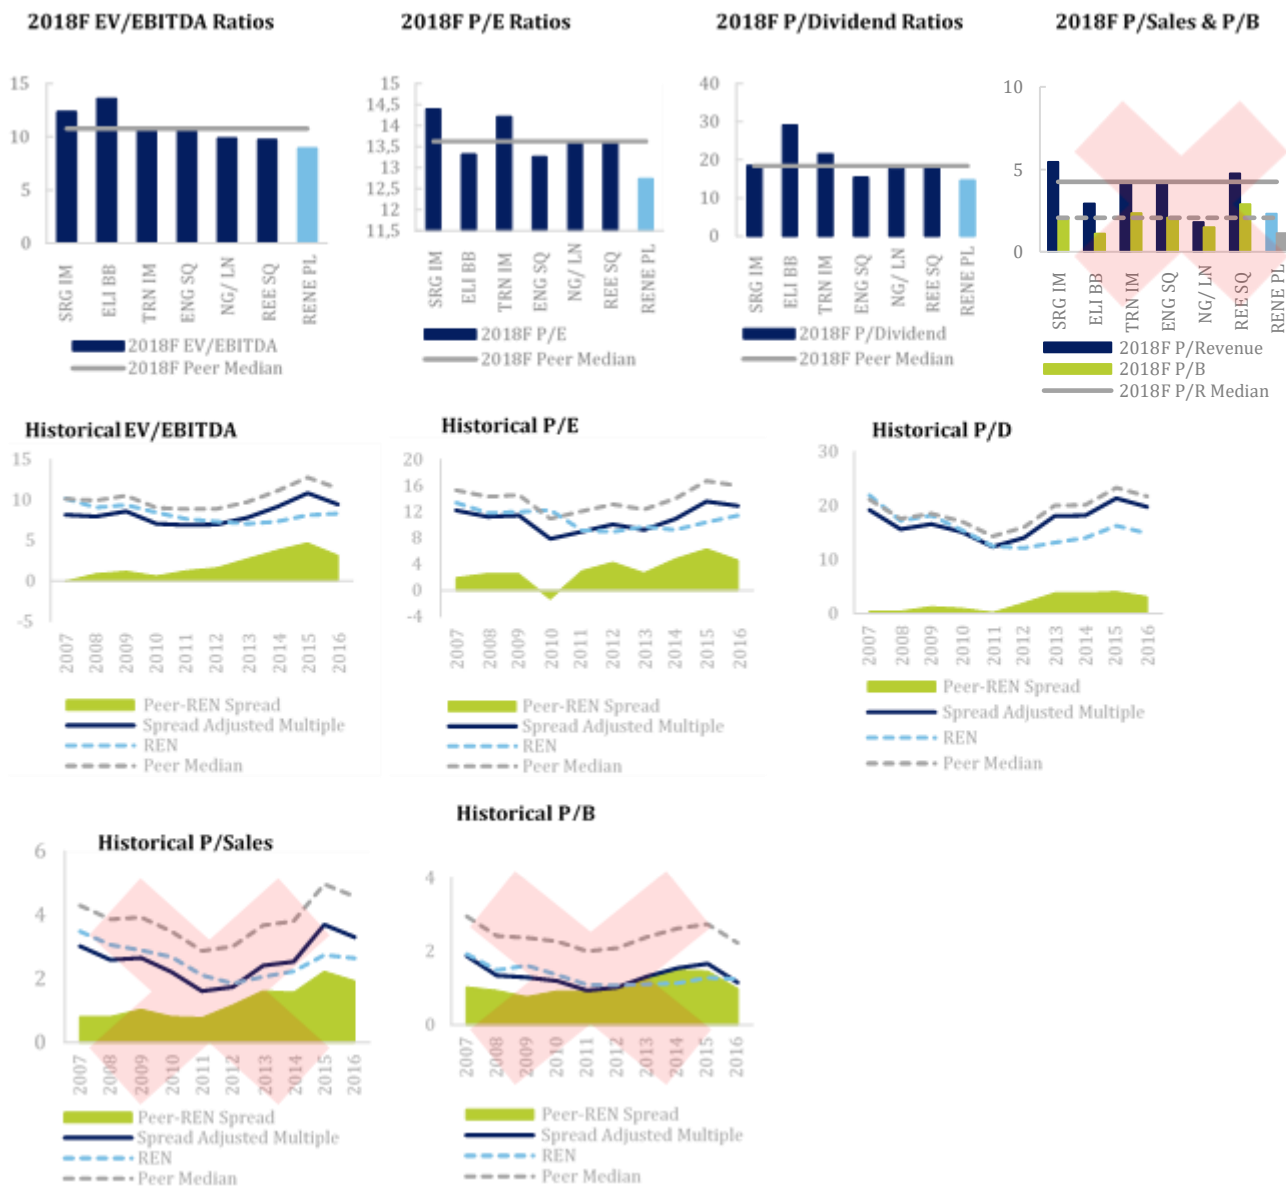 2018F EV/EBITDA Ratios
15
10
5
0
SRG IM
ELI BB
TRN IM
ENG SQ
NG/ LN
REE SQ
RENE PL
2018F EV/EBITDA
2018F Peer Median
2018F P/E Ratios
15
14,5
14
13,5
13
12,5
12
11,5
SRG IM
ELI BB
TRN IM
ENG SQ
NG/ LN
REE SQ
RENE PL
2018F P/E
2018F Peer Median
2018F P/Dividend Ratios
40
30
20
10
0
SRG IM
ELI BB
TRN IM
ENG SQ
NG/ LN
REE SQ
RENE PL
2018F P/Dividend
2018F Peer Median
2018F P/Sales & P/B
10
5
0
SRG IM
ELI BB
TRN IM
ENG SQ
NG/ LN
REE SQ
RENE PL
2018F P/Revenue
2018F P/B
2018F P/R Median
Historical EV/EBITDA
15
10
5
0
-5
2007
2008
2009
2010
2011
2012
2013
2014
2015
2016
Peer-REN Spread
Spread Adjusted Multiple
REN
Peer Median
Historical P/E
20
16
12
8
4
0
-4
2007
2008
2009
2010
2011
2012
2013
2014
2015
2016
Peer-REN Spread
Spread Adjusted Multiple
REN
Peer Median
Historical P/D
30
20
10
0
2007
2008
2009
2010
2011
2012
2013
2014
2015
2016
Peer-REN Spread
Spread Adjusted Multiple
REN
Peer Median
Historical P/Sales
6
4
2
0
2007
2008
2009
2010
2011
2012
2013
2014
2015
2016
Peer-REN Spread
Spread Adjusted Multiple
REN
Peer Median
Historical P/B
4
2
0
2007
2008
2009
2010
2011
2012
2013
2014
2015
2016
Peer-REN Spread
Spread Adjusted Multiple
REN
Peer Median